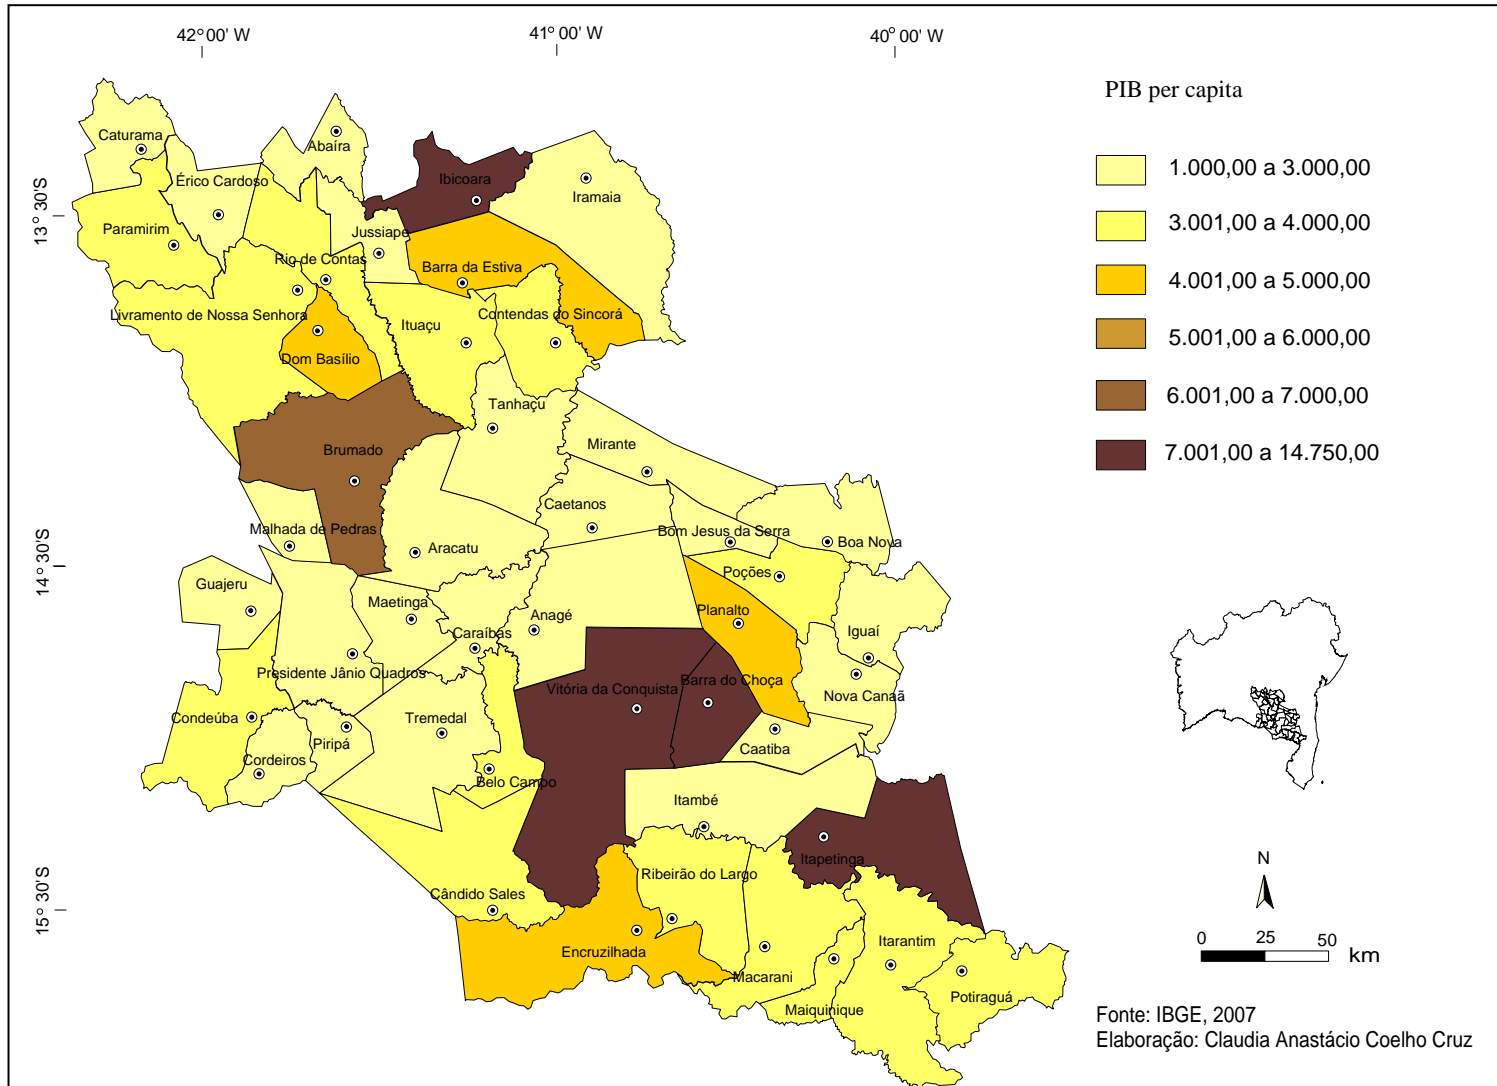 42° 00' W
41° 00' W
40° 00' W
13° 30'S
14° 30'S
15° 30'S
Caturama
Abaíra
Érico Cardoso
Ibicoara
Iramaia
Paramirim
Jussiape
Rio de Contas
Barra da Estiva
Livramento de Nossa Senhora
Ituaçu
Contendas do Sincorá
Dom Basílio
Tanhaçu
Mirante
Brumado
Caetanos
Malhada de Pedras
Aracatu
Bom Jesus da Serra
Boa Nova
Guajeru
Maetinga
Poções
Anagé
Planalto
Caraíbas
Iguaí
Presidente Jânio Quadros
Vitória da Conquista
Barra do Choça
Nova Canaã
Condeúba
Tremedal
Piripá
Caatiba
Cordeiros
Belo Campo
Itambé
Itapetinga
Ribeirão do Largo
Cândido Sales
Encruzilhada
Itarantim
Macarani
Potiraguá
Maiquinique
PIB per capita
1.000,00 a 3.000,00
3.001,00 a 4.000,00
4.001,00 a 5.000,00
5.001,00 a 6.000,00
6.001,00 a 7.000,00
7.001,00 a 14.750,00
N
0 25 50 km
Fonte: IBGE, 2007
Elaboração: Claudia Anastácio Coelho Cruz